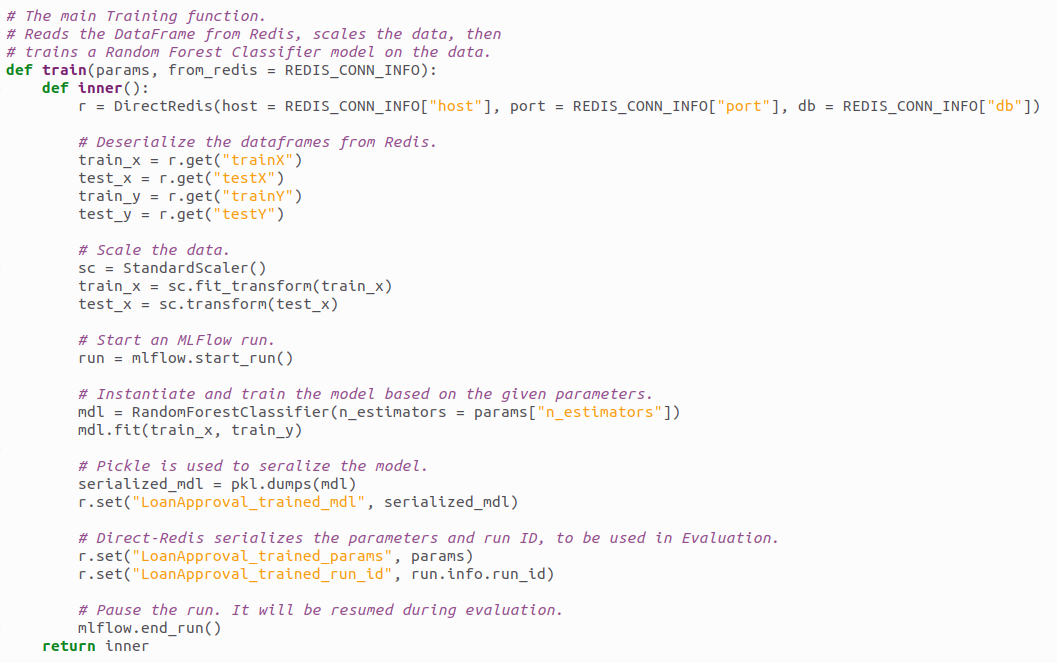 # The main Training function.
# Reads the DataFrame from Redis, scales the data, then
# trains a Random Forest Classifier model on the data.
def train(params, from_redis = REDIS_CONN_INFO):
    def inner():
        r = DirectRedis(host = REDIS_CONN_INFO["host"], port = REDIS_CONN_INFO["port"], db = REDIS_CONN_INFO["db"])

        # Deserialize the dataframes from Redis.
        train_x = r.get("trainX")
        test_x = r.get("testX")
        train_y = r.get("trainY")
        test_y = r.get("testY")

        # Scale the data.
        sc = StandardScaler()
        train_x = sc.fit_transform(train_x)
        test_x = sc.transform(test_x)

        # Start an MLFlow run.
        run = mlflow.start_run()

        # Instantiate and train the model based on the given parameters.
        mdl = RandomForestClassifier(n_estimators = params["n_estimators"])
        mdl.fit(train_x, train_y)

        # Pickle is used to seralize the model.
        serialized_mdl = pkl.dumps(mdl)
        r.set("LoanApproval_trained_mdl", serialized_mdl)

        # Direct-Redis serializes the parameters and run ID, to be used in Evaluation.
        r.set("LoanApproval_trained_params", params)
        r.set("LoanApproval_trained_run_id", run.info.run_id)

        # Pause the run. It will be resumed during evaluation.
        mlflow.end_run()
    return inner